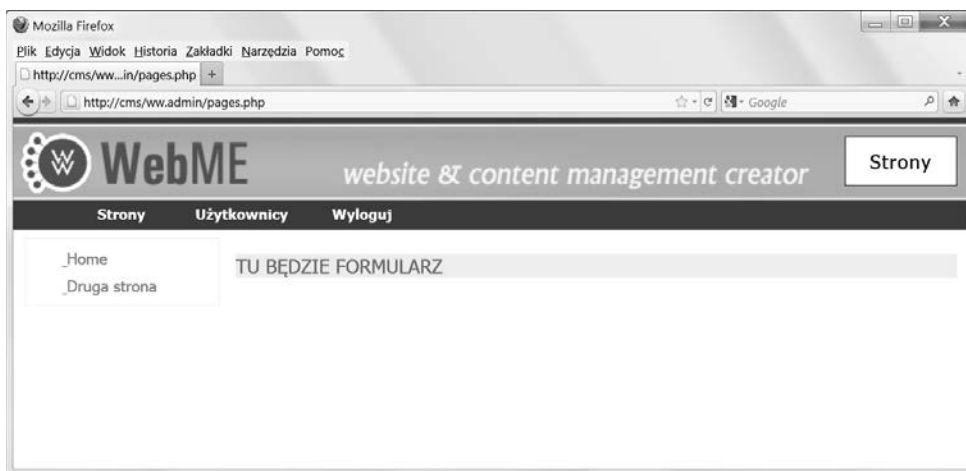 Mozilla Firefox
Plik Edycja Widok Historia Zakładki Narzędzia Pomoc
http://cms/ww...in/pages.php +
http://cms/ww.admin/pages.php Google
W WebME website & content management creator Strony
Strony Użytkownicy Wyloguj
_Home
TU BĘDZIE FORMULARZ
_Druga strona